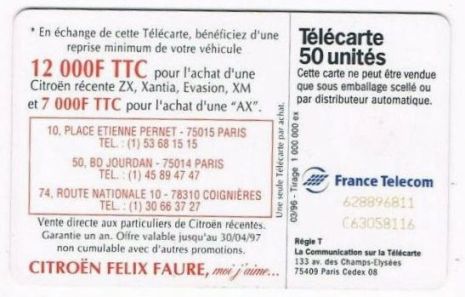 * En échange de cette Télécarte, bénéficiez d'une
reprise minimum de votre véhicule
12 000F TTC pour l'achat d'une
Citroën récente ZX, Xantia, Evasion, XM
et 7 000F TTC pour l'achat d'une "AX".
10, PLACE ETIENNE PERNET - 75015 PARIS
TEL. : (1) 53 68 15 15
50, BD JOURDAN - 75014 PARIS
TEL. : (1) 45 89 47 47
74, ROUTE NATIONALE 10 - 78310 COIGNIÈRES
TEL. : (1) 30 66 37 27
Vente directe aux particuliers de Citroën récentes.
Garantie un an. Offre valable jusqu'au 30/04/97
non cumulable avec d'autres promotions.
CITROËN FELIX FAURE, moi j'aime...
Une seule Télécarte par achat.
03/96 - Tirage 1 000 000 ex
Télécarte
50 unités
Cette carte ne peut être vendue
que sous emballage scellé ou
par distributeur automatique.
France Telecom
628896811
C63058116
Régie T
La Communication sur la Télécarte
133 av. des Champs-Elysées
75409 Paris Cedex 08